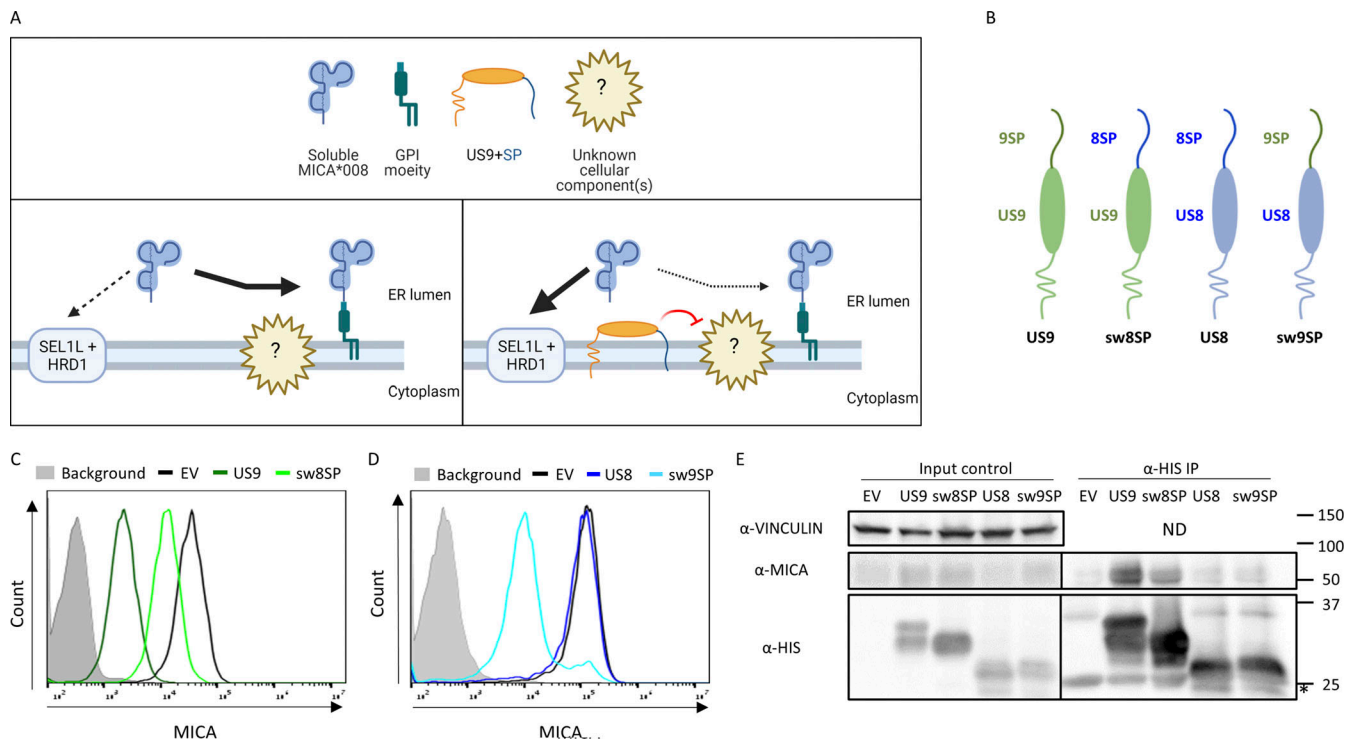 A
?
Soluble
MICA*008
GPI
moeity
US9+SP
Unknown
cellular
component(s)
SEL1L +
HRD1
?
ER lumen
Cytoplasm
SEL1L +
HRD1
?
ER lumen
Cytoplasm
B
9SP 8SP 8SP 9SP
US9 US9 US8 US8
US9 sw8SP US8 sw9SP
C
Background EV US9 sw8SP
Count
MICA
D
Background EV US8 sw9SP
Count
MICA
E
Input control α-HIS IP
EV US9 sw8SP US8 sw9SP EV US9 sw8SP US8 sw9SP
α-VINCULIN ND 150
100
α-MICA 50
α-HIS 37
25
*